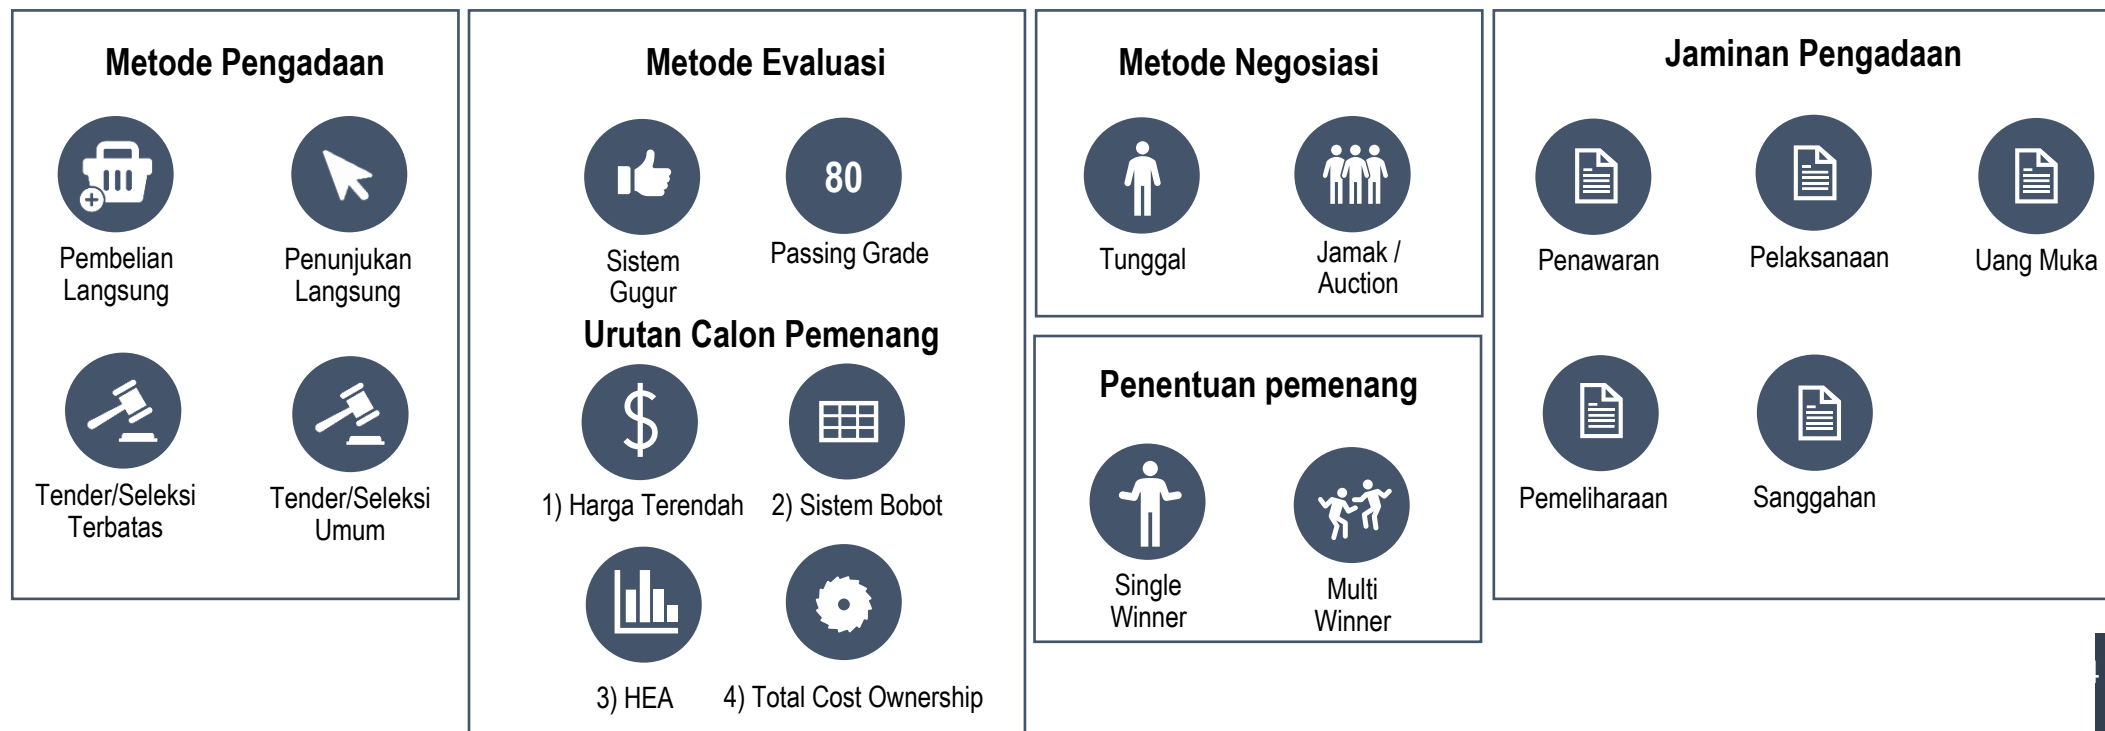 Metode Pengadaan
Pembelian
Langsung
Penunjukan
Langsung
Tender/Seleksi
Terbatas
Tender/Seleksi
Umum
Metode Evaluasi
80
Sistem
Gugur
Passing Grade
Urutan Calon Pemenang
1) Harga Terendah
2) Sistem Bobot
3) HEA
4) Total Cost Ownership
Metode Negosiasi
Tunggal
Jamak /
Auction
Penentuan pemenang
Single
Winner
Multi
Winner
Jaminan Pengadaan
Penawaran
Pelaksanaan
Uang Muka
Pemeliharaan
Sanggahan